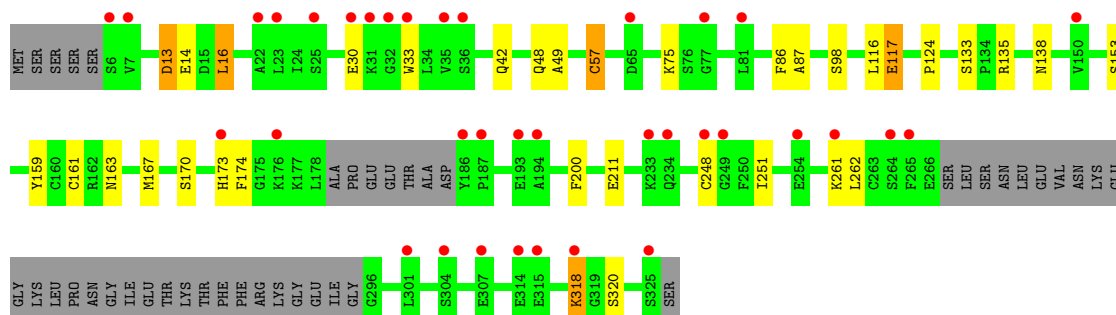 MET SER SER SER SER S6 V7 D13 E14 D15 L16 A22 L23 I24 S25 E30 K31 G32 W33 L34 V35 S36 Q42 Q48 A49 C57 D65 K75 S76 G77 L81 F86 A87 S98 L116 E117 P124 S133 P134 R135 N138 V150 S153
Y159 C160 C161 R162 N163 M167 S170 H173 F174 G175 K176 K177 L178 ALA PRO GLU GLU THR ALA ASP Y186 P187 E193 A194 F200 E211 K233 Q234 C248 G249 F250 I251 E254 K261 L262 C263 S264 F265 E266 SER LEU SER ASN LEU GLU VAL ASN LYS GLU
GLY LYS LEU PRO ASN GLY ILE GLU THR LYS THR PHE PHE ARG LYS GLY GLU ILE GLY G296 L301 S304 E307 E314 E315 K318 G319 S320 S325 SER